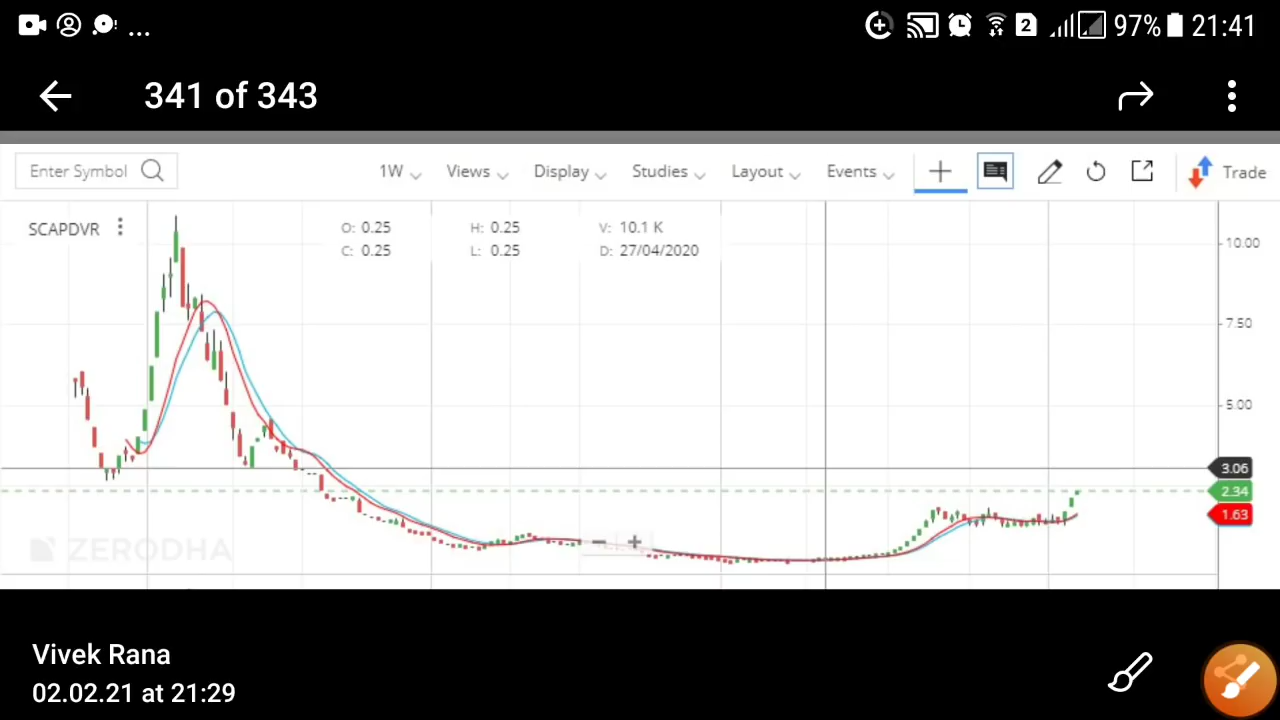 ... 2 97% 21:41
341 of 343
Enter Symbol 1W Views Display Studies Layout Events Trade
SCAPDVR O: 0.25 H: 0.25 V: 10.1 K
C: 0.25 L: 0.25 D: 27/04/2020
10.00
7.50
5.00
3.06
2.34
1.63
ZERODHA
Vivek Rana
02.02.21 at 21:29